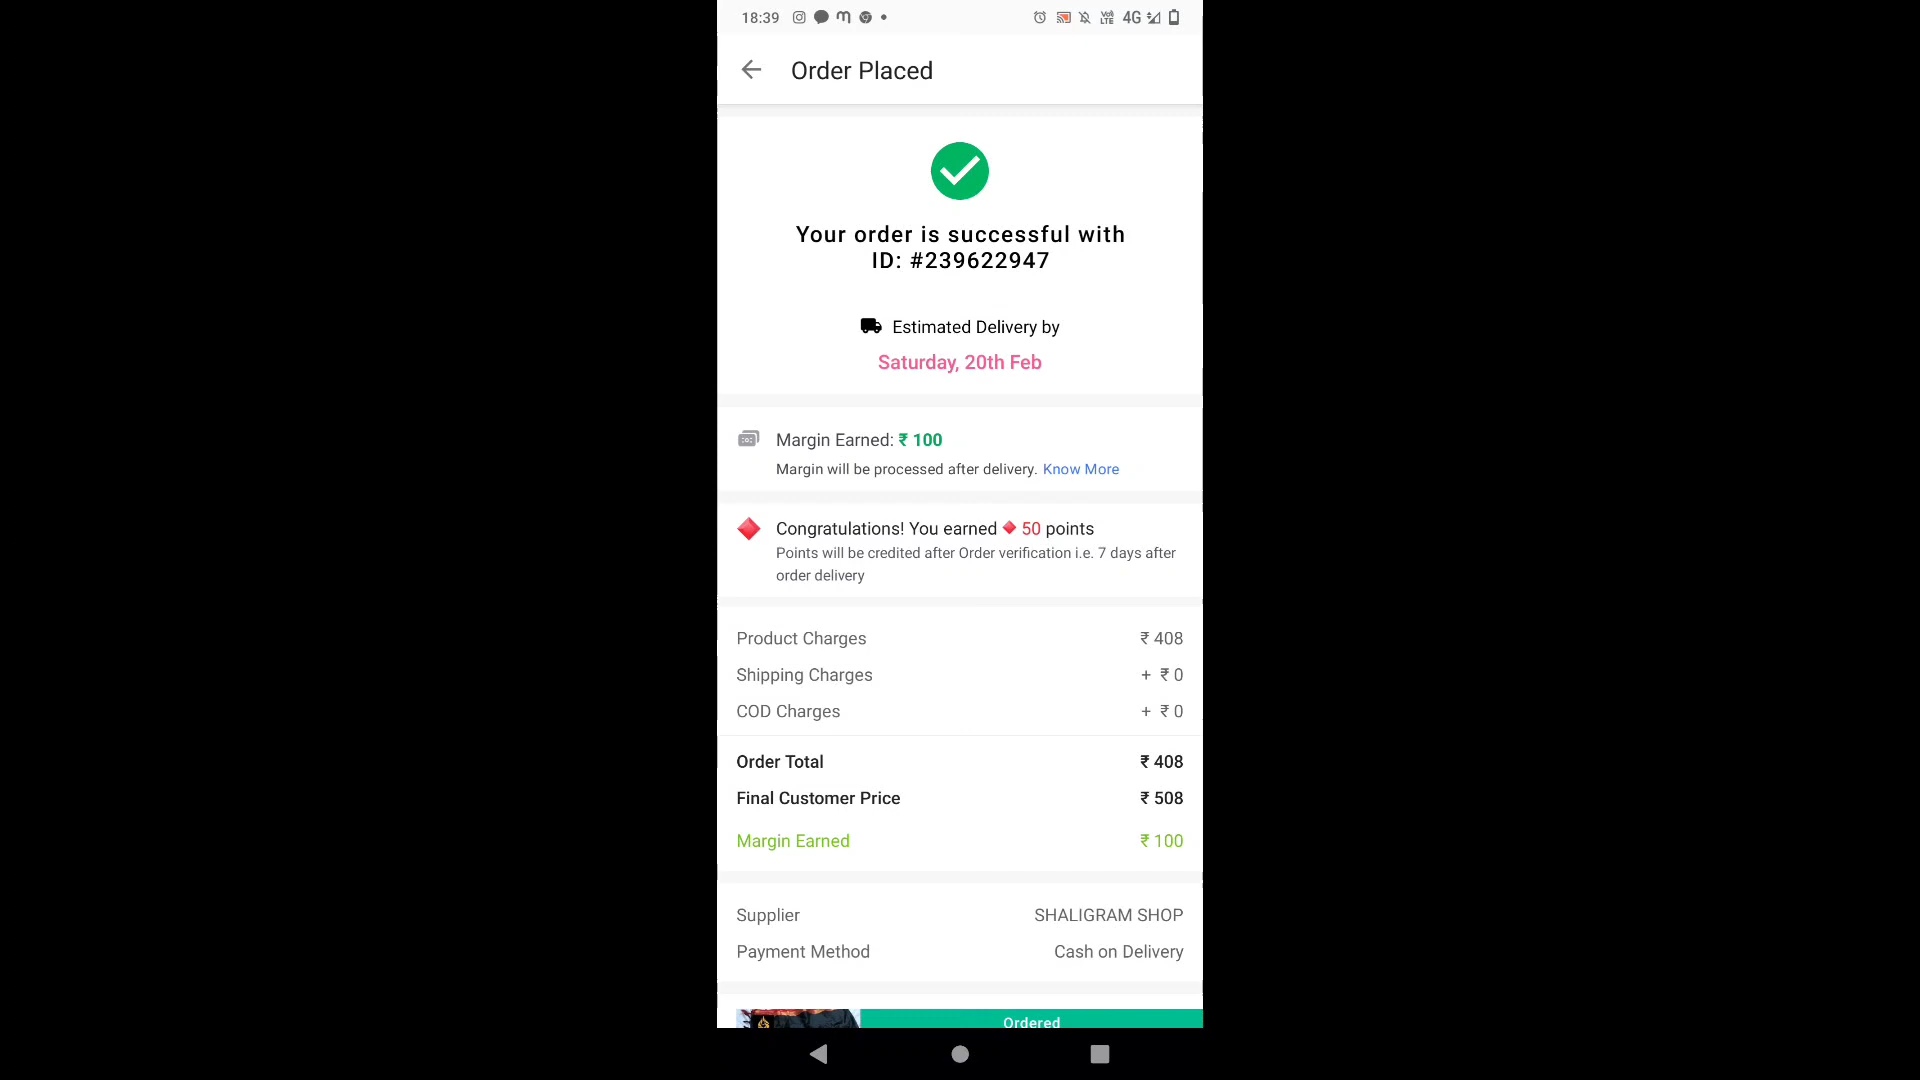 18:39
VoI LTE 4G
Order Placed
Your order is successful with
ID: #239622947
Estimated Delivery by
Saturday, 20th Feb
Margin Earned: ₹ 100
Margin will be processed after delivery. Know More
Congratulations! You earned 50 points
Points will be credited after Order verification i.e. 7 days after
order delivery
Product Charges ₹ 408
Shipping Charges + ₹ 0
COD Charges + ₹ 0
Order Total ₹ 408
Final Customer Price ₹ 508
Margin Earned ₹ 100
Supplier SHALIGRAM SHOP
Payment Method Cash on Delivery
Ordered